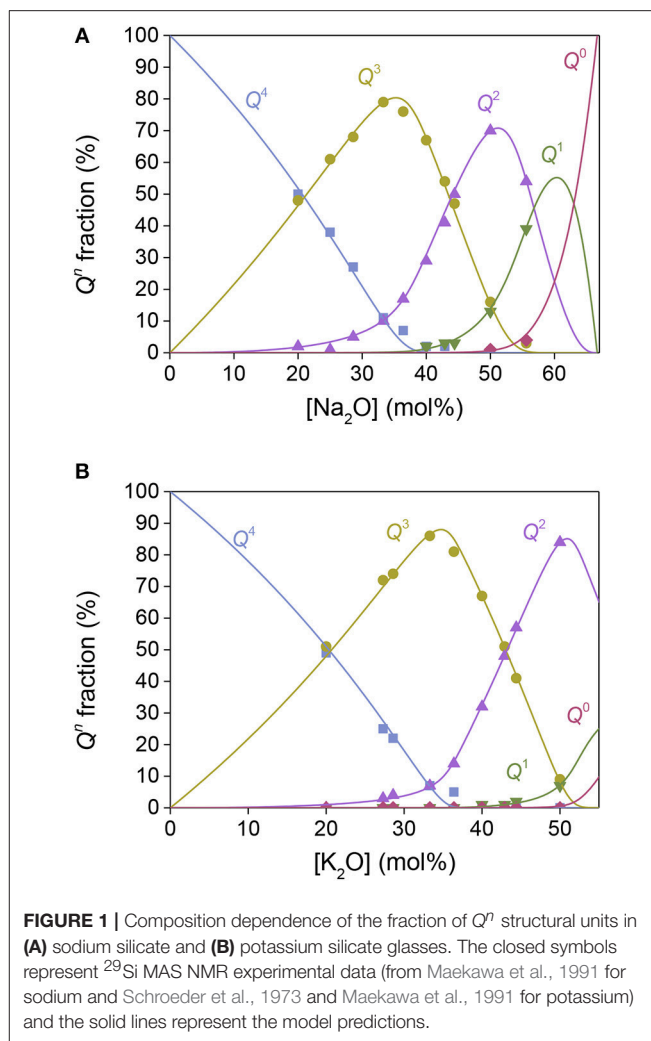 A
100
90
80
70
60
50
40
30
20
10
0
Qⁿ fraction (%)
Q⁴
Q³
Q²
Q¹
Q⁰
0 10 20 30 40 50 60
[Na₂O] (mol%)
B
100
90
80
70
60
50
40
30
20
10
0
Qⁿ fraction (%)
Q⁴
Q³
Q²
Q¹
Q⁰
0 10 20 30 40 50
[K₂O] (mol%)
FIGURE 1 | Composition dependence of the fraction of Qⁿ structural units in
(A) sodium silicate and (B) potassium silicate glasses. The closed symbols
represent ²⁹Si MAS NMR experimental data (from Maekawa et al., 1991 for
sodium and Schroeder et al., 1973 and Maekawa et al., 1991 for potassium)
and the solid lines represent the model predictions.